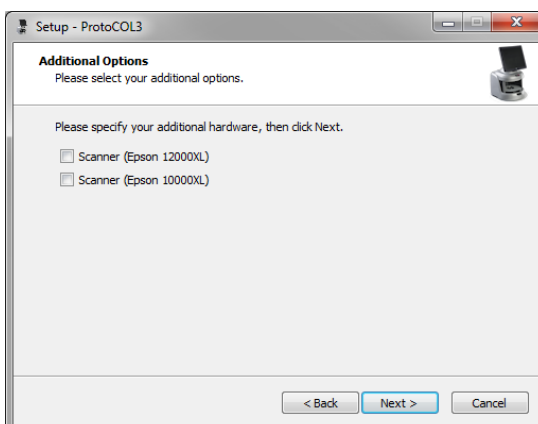 Setup - ProtoCOL3
Additional Options
Please select your additional options.
Please specify your additional hardware, then click Next.
Scanner (Epson 12000XL)
Scanner (Epson 10000XL)
< Back
Next >
Cancel